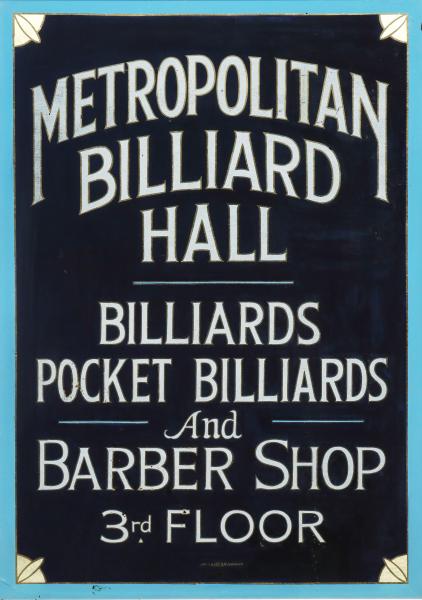 METROPOLITAN
BILLIARD
HALL
BILLIARDS
POCKET BILLIARDS
And
BARBER SHOP
3rd FLOOR